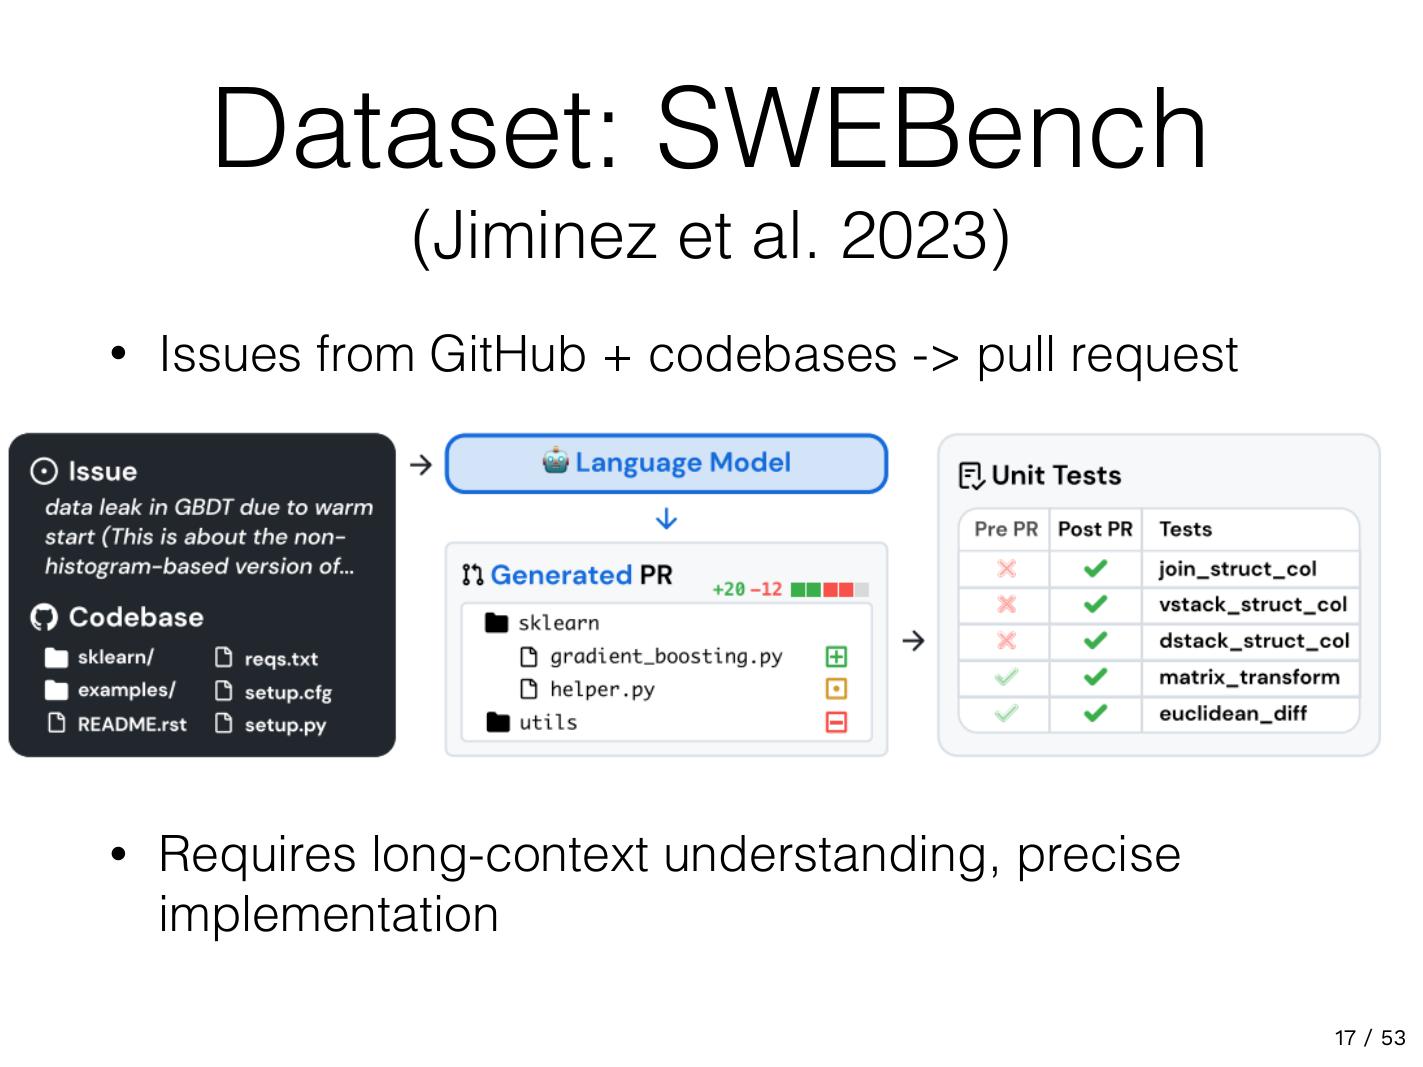 Dataset: SWEBench
(Jiminez et al. 2023)
• Issues from GitHub + codebases -> pull request
Issue
data leak in GBDT due to warm
start (This is about the non-
histogram-based version of...
Codebase
sklearn/ reqs.txt
examples/ setup.cfg
README.rst setup.py
Language Model
Generated PR +20 -12
sklearn
gradient_boosting.py
helper.py
utils
Unit Tests
Pre PR Post PR Tests
join_struct_col
vstack_struct_col
dstack_struct_col
matrix_transform
euclidean_diff
• Requires long-context understanding, precise
implementation
17 / 53